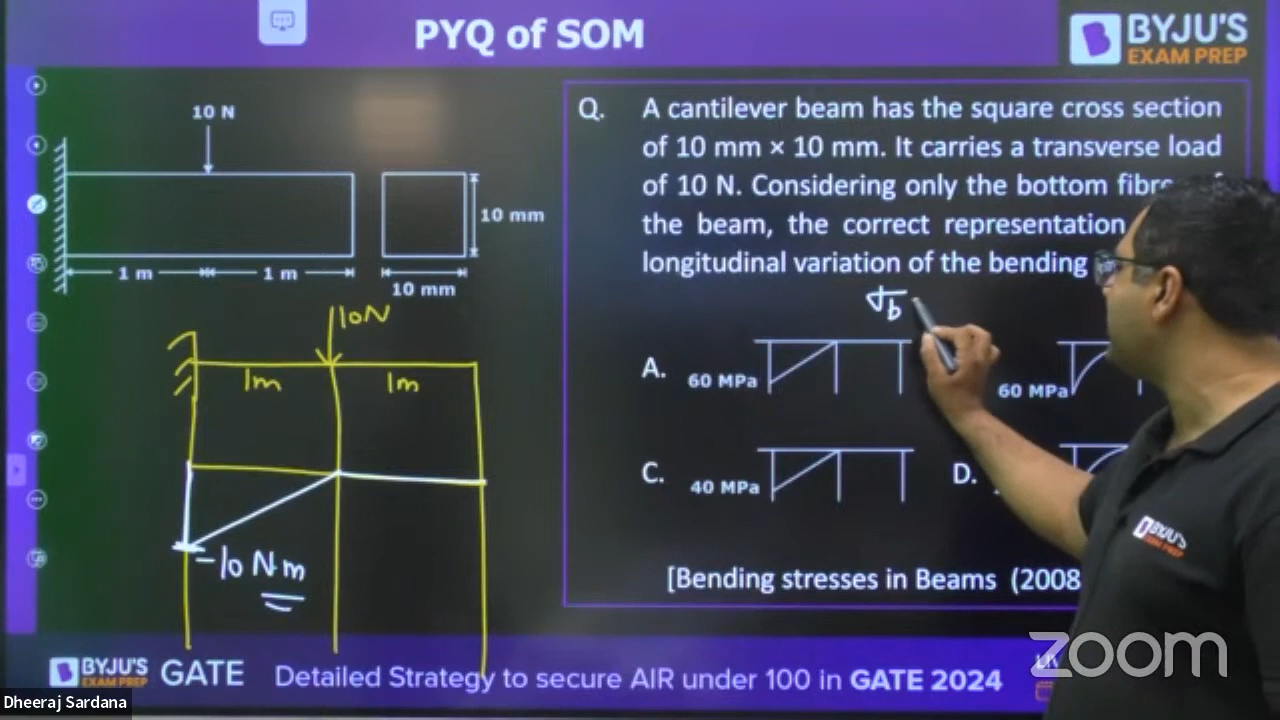 PYQ of SOM
BYJU'S
EXAM PREP
10 N
1 m
1 m
10 mm
10 mm
Q. A cantilever beam has the square cross section
of 10 mm × 10 mm. It carries a transverse load
of 10 N. Considering only the bottom fibre
the beam, the correct representation
longitudinal variation of the bending
σb
A. 60 MPa
60 MPa
C. 40 MPa
D.
[Bending stresses in Beams (2008
10N
1m
1m
-10 N.m
BYJU'S
EXAM PREP
zoom
BYJU'S
EXAM PREP
GATE
Detailed Strategy to secure AIR under 100 in GATE 2024
Dheeraj Sardana